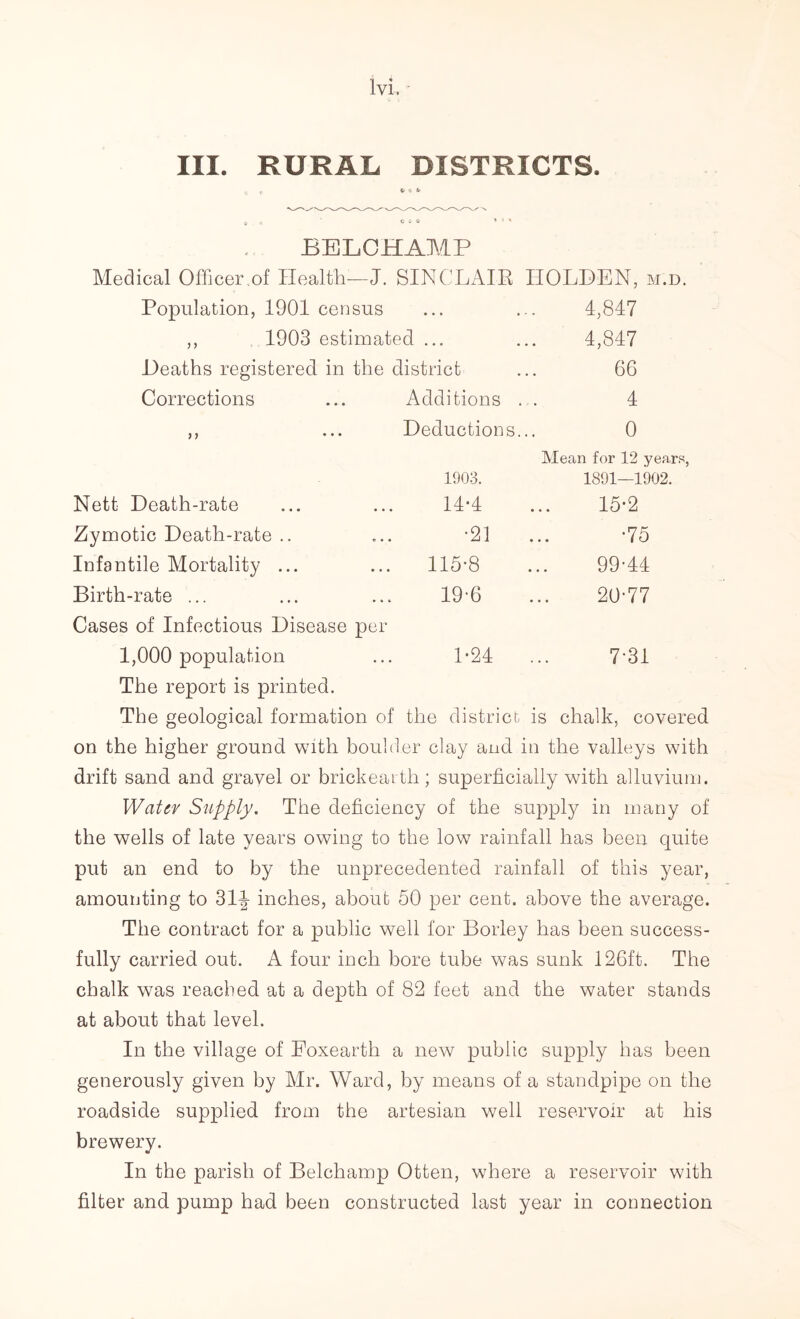 lvi.
III. RURAL DISTRICTS.
BELCHAMP
Medical Officer of Health—J. SINCLAIR HOLDEN, M.D.
Population, 1901 census ... ... 4,847
,, 1903 estimated ... ... 4,847
Deaths registered in the district ... 66
Corrections ... Additions ... 4
,, ... Deductions... 0
Mean for 12 years,
1903. 1891—1902.
Nett Death-rate ... ... 14·4 ... 15·2
Zymotic Death-rate .. ... ·21 ... ·75
Infantile Mortality ... ... 115·8 ... 99·44
Birth-rate ... ... ... 19·6 ... 20·77
Cases of Infectious Disease per
1,000 population ... 1·24 ... 7·31
The report is printed.
The geological formation of the district is chalk, covered
on the higher ground with boulder clay and in the valleys with
drift sand and gravel or brickearth; superficially with alluvium.
Water Supply. The deficiency of the supply in many of
the wells of late years owing to the low rainfall has been quite
put an end to by the unprecedented rainfall of this year,
amounting to 31½ inches, about 50 per cent. above the average.
The contract for a public well for Borley has been success-
fully carried out. A four inch bore tube was sunk 126ft. The
chalk was reached at a depth of 82 feet and the water stands
at about that level.
In the village of Foxearth a new public supply has been
generously given by Mr. Ward, by means of a standpipe on the
roadside supplied from the artesian well reservoir at his
brewery.
In the parish of Belchamp Otten, where a reservoir with
filter and pump had been constructed last year in connection